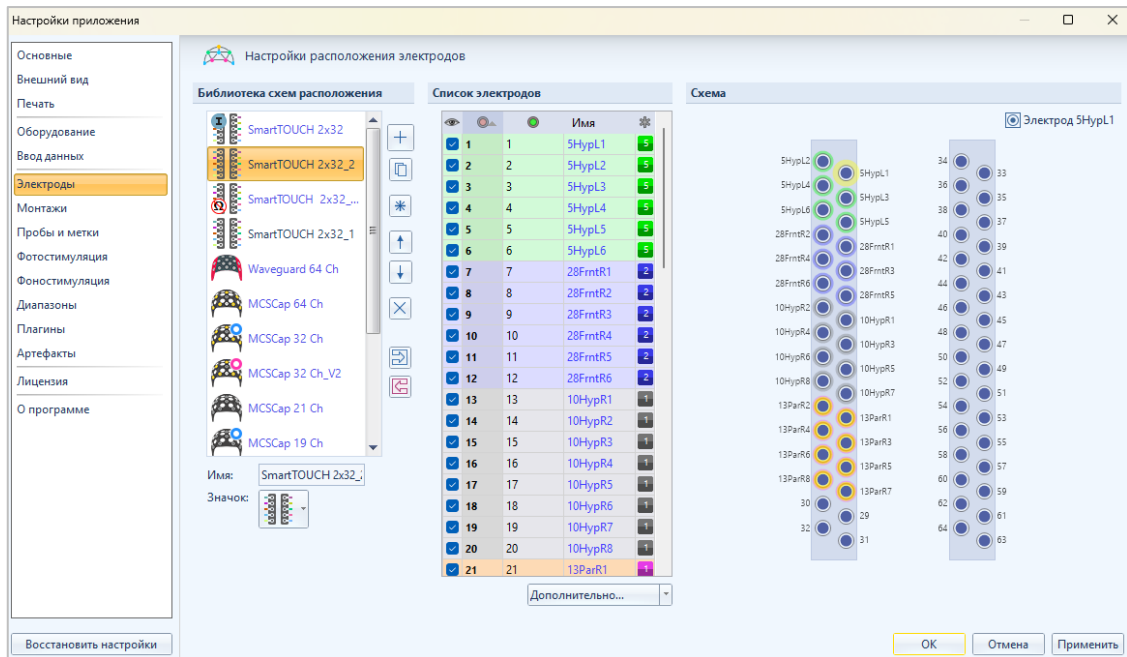 Настройки приложения
Основные
Внешний вид
Печать
Оборудование
Ввод данных
Электроды
Монтажи
Пробы и метки
Фотостимуляция
Фоностимуляция
Диапазоны
Плагины
Артефакты
Лицензия
О программе
Восстановить настройки
Настройки расположения электродов
Библиотека схем расположения
SmartTOUCH 2x32
SmartTOUCH 2x32_2
SmartTOUCH 2x32_...
SmartTOUCH 2x32_1
Waveguard 64 Ch
MCSCap 64 Ch
MCSCap 32 Ch
MCSCap 32 Ch_V2
MCSCap 21 Ch
MCSCap 19 Ch
Имя: SmartTOUCH 2x32_
Значок:
Список электродов
Имя
1 1 5HypL1 5
2 2 5HypL2 5
3 3 5HypL3 5
4 4 5HypL4 5
5 5 5HypL5 5
6 6 5HypL6 5
7 7 28FrntR1 2
8 8 28FrntR2 2
9 9 28FrntR3 2
10 10 28FrntR4 2
11 11 28FrntR5 2
12 12 28FrntR6 2
13 13 10HypR1 1
14 14 10HypR2 1
15 15 10HypR3 1
16 16 10HypR4 1
17 17 10HypR5 1
18 18 10HypR6 1
19 19 10HypR7 1
20 20 10HypR8 1
21 21 13ParR1 1
Дополнительно...
Схема
Электрод 5HypL1
5HypL2 34
5HypL1 33
5HypL4 36
5HypL3 35
5HypL6 38
5HypL5 37
28FrntR2 40
28FrntR1 39
28FrntR4 42
28FrntR3 41
28FrntR6 44
28FrntR5 43
10HypR2 46
10HypR1 45
10HypR4 48
10HypR3 47
10HypR6 50
10HypR5 49
10HypR8 52
10HypR7 51
13ParR2 54
13ParR1 53
13ParR4 56
13ParR3 55
13ParR6 58
13ParR5 57
13ParR8 60
13ParR7 59
30 62
29 61
32 64
31 63
OK Отмена Применить